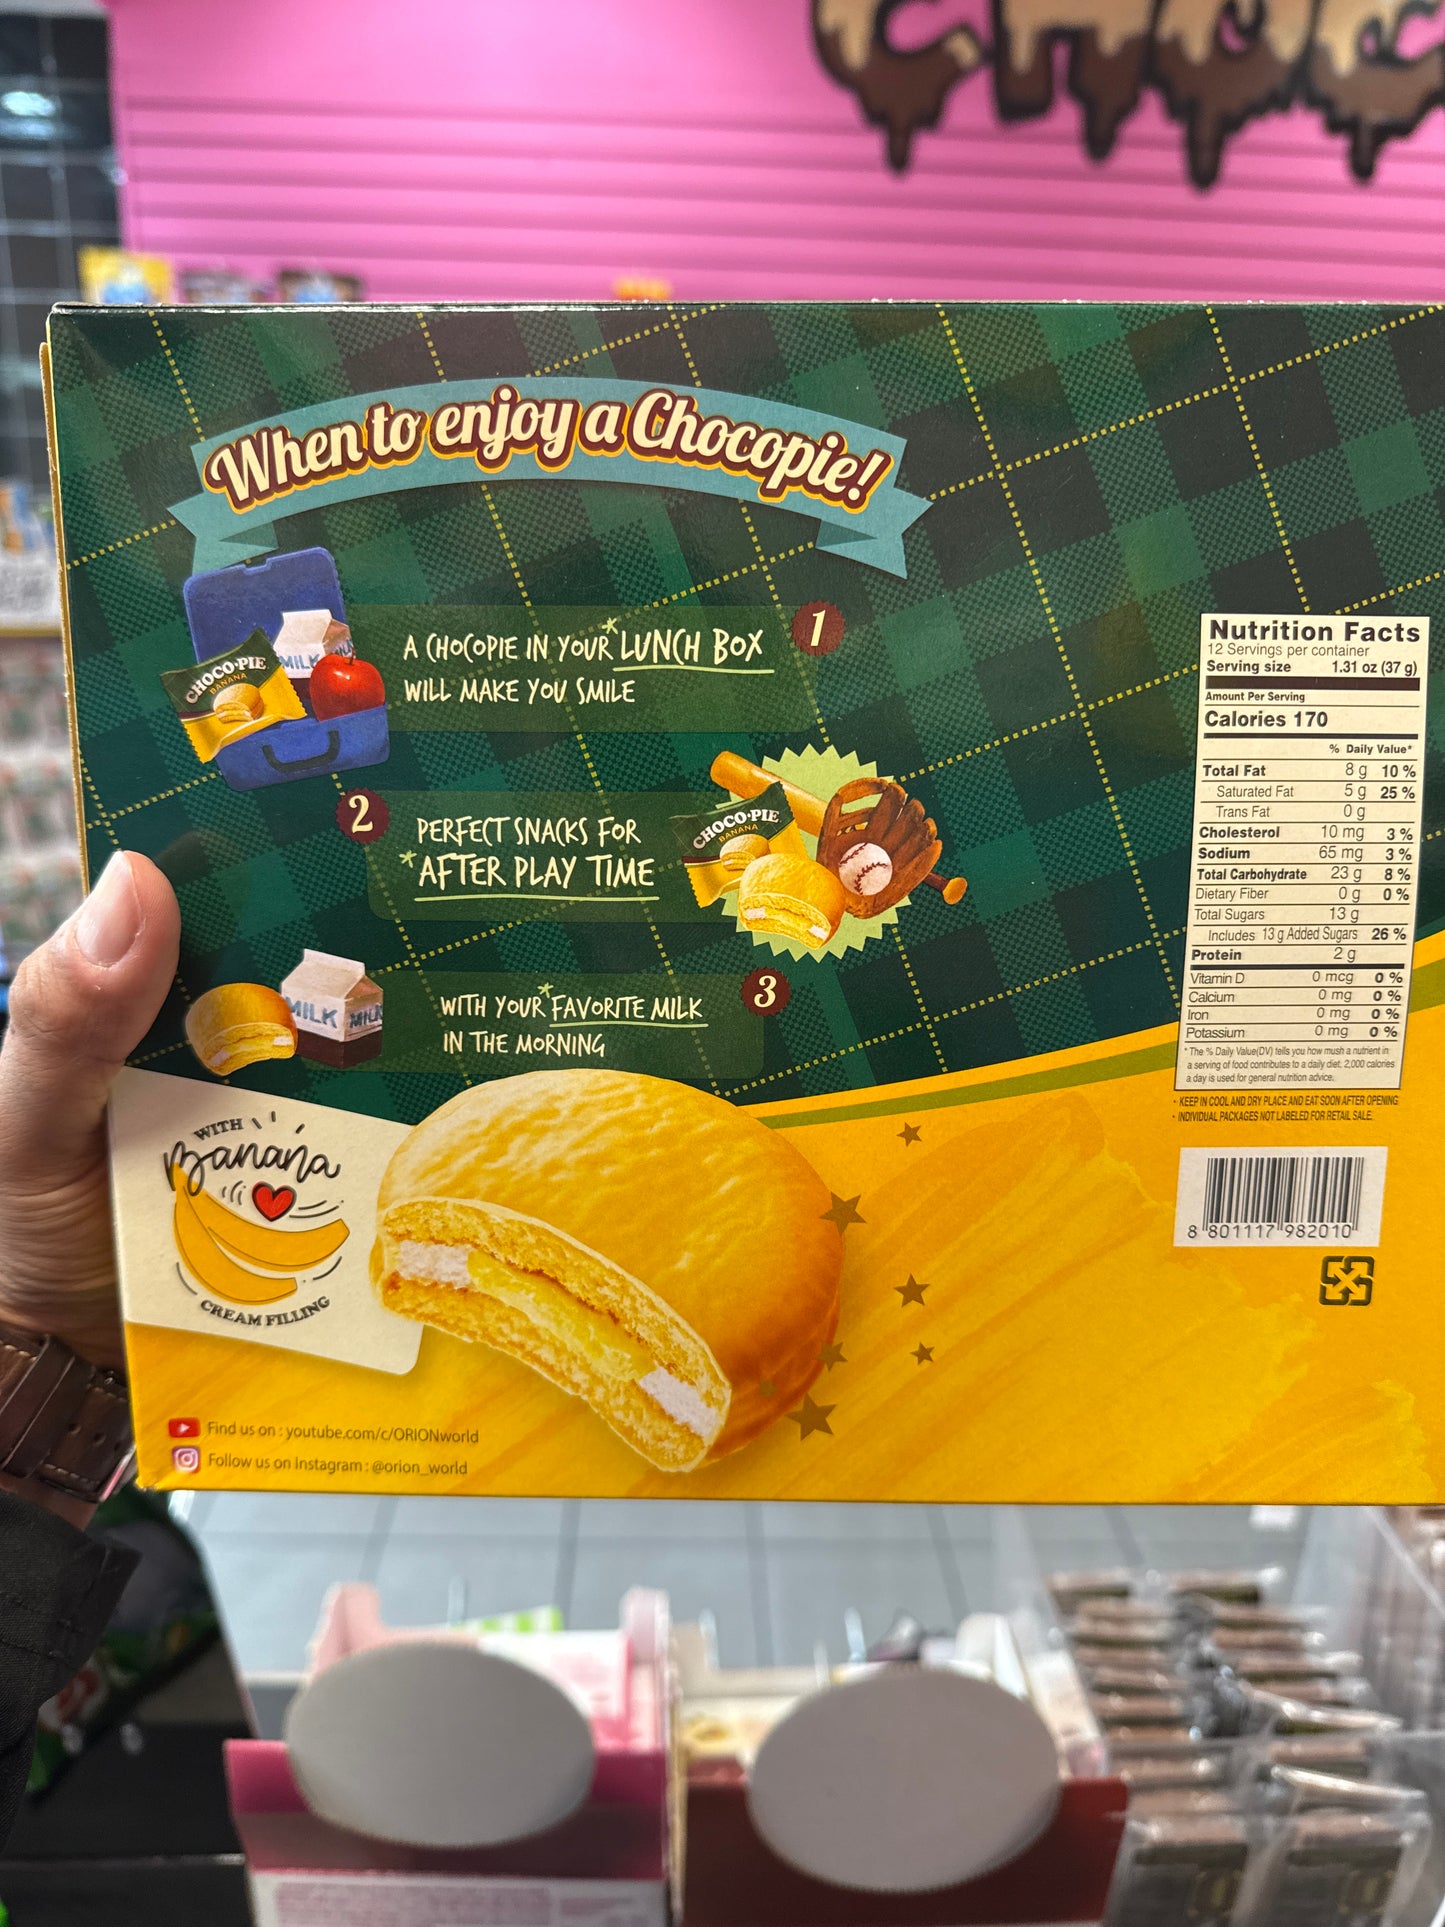 CHOC
When to enjoy a Chocopie!
MILK
CHOCO•PIE
BANANA
A CHOCOPIE IN YOUR *LUNCH BOX
WILL MAKE YOU SMILE
1
2
PERFECT SNACKS FOR
*AFTER PLAY TIME
CHOCO•PIE
BANANA
MILK MILK
WITH YOUR *FAVORITE MILK
IN THE MORNING
3
WITH
Banana
CREAM FILLING
Find us on : youtube.com/c/ORIONworld
Follow us on Instagram : @orion_world
Nutrition Facts
12 Servings per container
Serving size 1.31 oz (37 g)
Amount Per Serving
Calories 170
% Daily Value*
Total Fat 8 g 10 %
Saturated Fat 5 g 25 %
Trans Fat 0 g
Cholesterol 10 mg 3 %
Sodium 65 mg 3 %
Total Carbohydrate 23 g 8 %
Dietary Fiber 0 g 0 %
Total Sugars 13 g
Includes 13 g Added Sugars 26 %
Protein 2 g
Vitamin D 0 mcg 0 %
Calcium 0 mg 0 %
Iron 0 mg 0 %
Potassium 0 mg 0 %
* The % Daily Value(DV) tells you how mush a nutrient in
a serving of food contributes to a daily diet. 2,000 calories
a day is used for general nutrition advice.
• KEEP IN COOL AND DRY PLACE AND EAT SOON AFTER OPENING
• INDIVIDUAL PACKAGES NOT LABELED FOR RETAIL SALE.
8 801117 982010